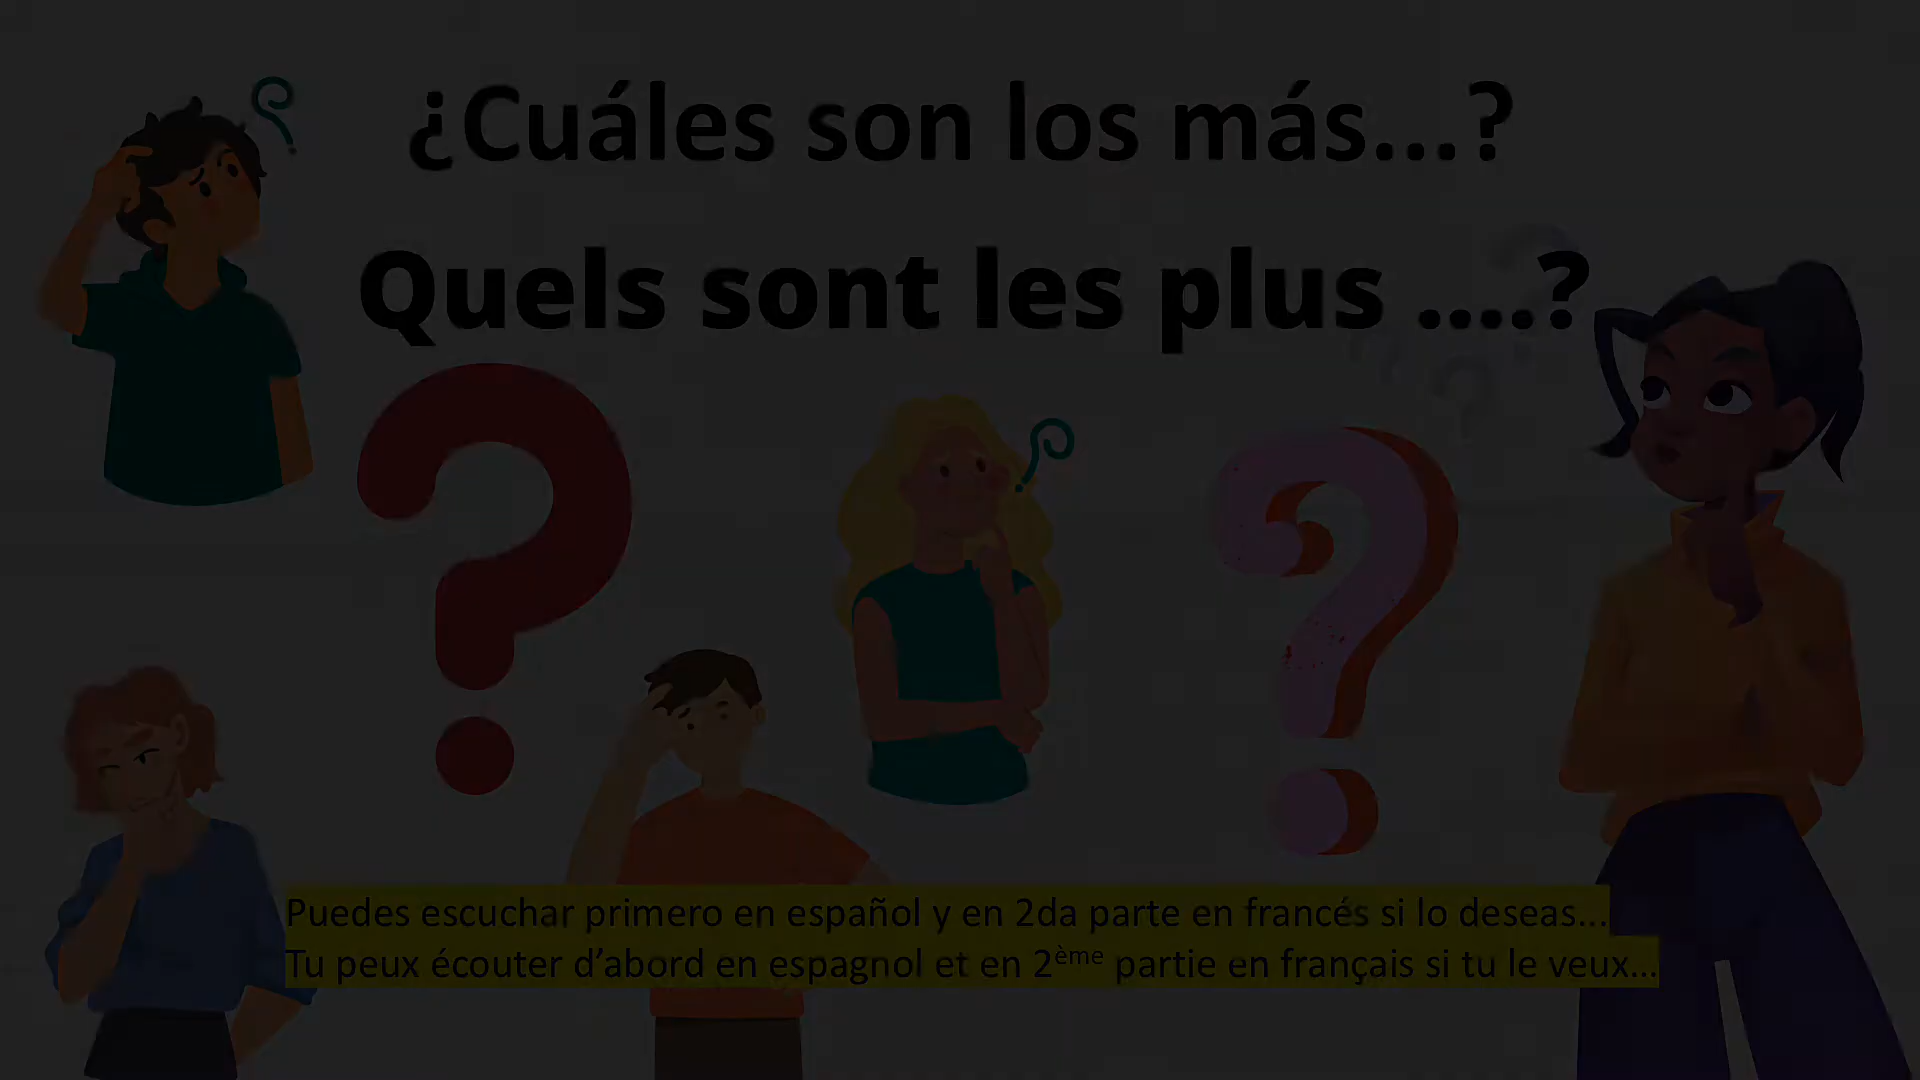 ¿Cuáles son los más...?
Quels sont les plus ....?
Puedes escuchar primero en español y en 2da parte en francés si lo deseas...
Tu peux écouter d’abord en espagnol et en 2ème partie en français si tu le veux...